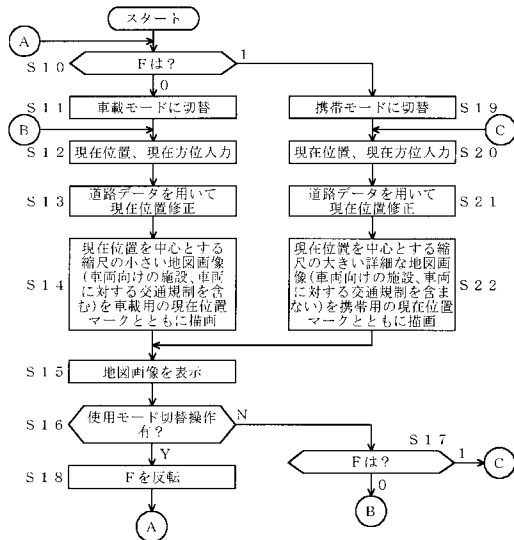 スタート
A
S10
Fは?
1
0
S11
車載モードに切替
携帯モードに切替
S19
B
C
S12
現在位置、現在方位入力
現在位置、現在方位入力
S20
S13
道路データを用いて
現在位置修正
道路データを用いて
現在位置修正
S21
S14
現在位置を中心とする
縮尺の小さい地図画像
(車両向けの施設、車両
に対する交通規制を含
む)を車載用の現在位置
マークとともに描画
現在位置を中心とする縮
尺の大きい詳細な地図画
像(車両向けの施設、車両
に対する交通規制を含ま
ない)を携帯用の現在位置
マークとともに描画
S22
S15
地図画像を表示
S16
使用モード切替操作
有?
N
Y
S17
Fは?
1
C
0
B
S18
Fを反転
A